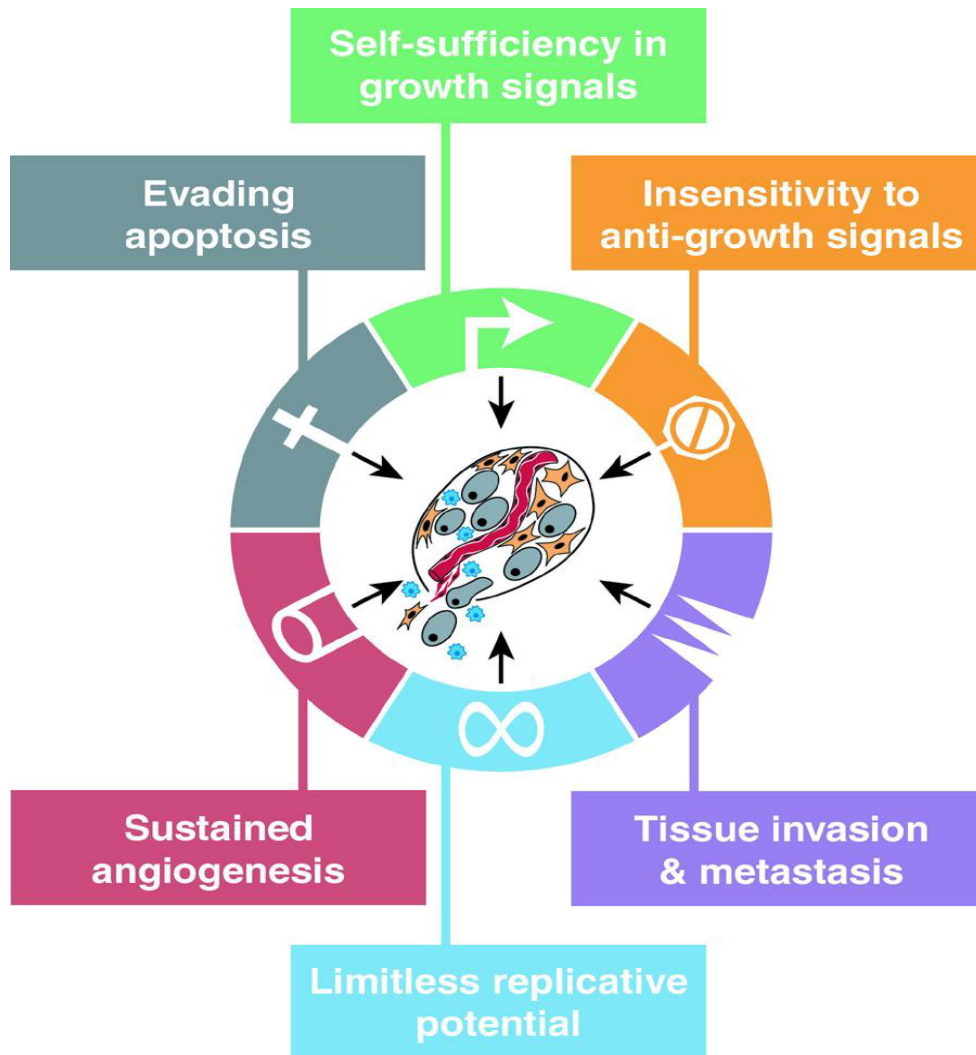 Self-sufficiency in
growth signals
Evading
apoptosis
Insensitivity to
anti-growth signals
Sustained
angiogenesis
Tissue invasion
& metastasis
Limitless replicative
potential